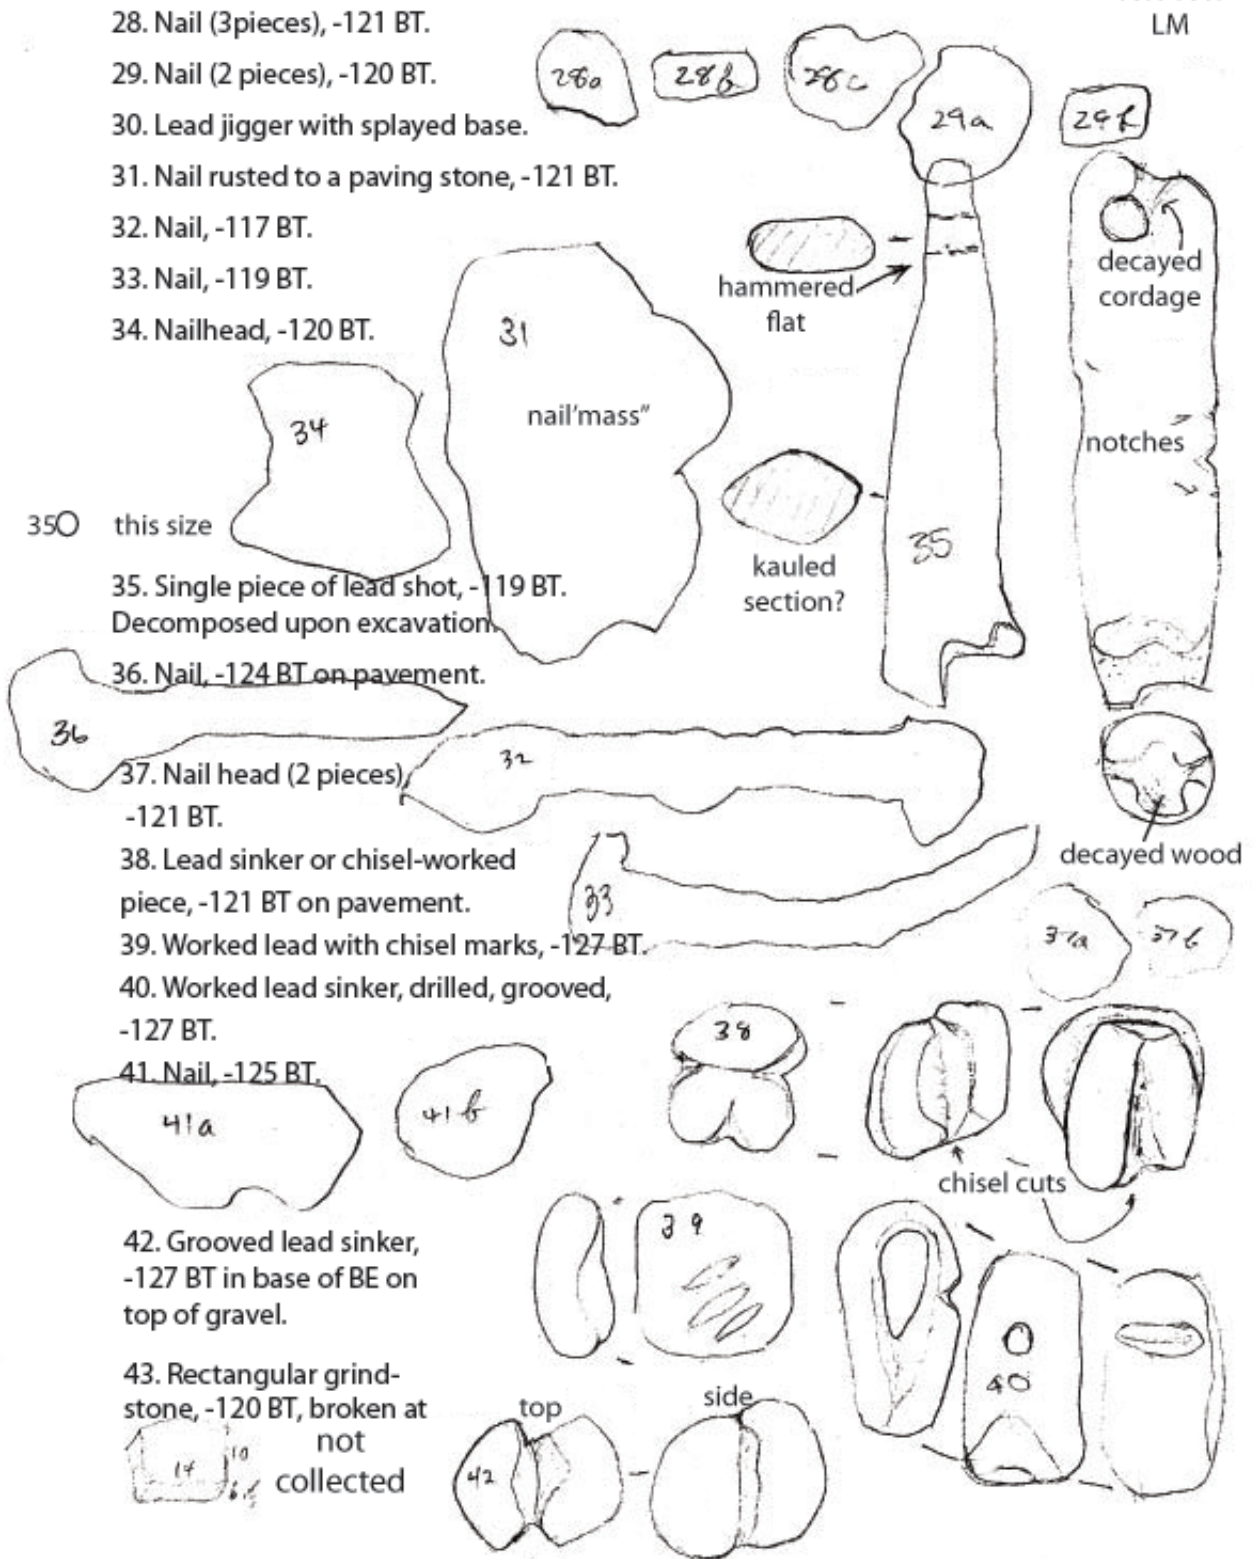 LM
28. Nail (3pieces), -121 BT.
29. Nail (2 pieces), -120 BT.
28a 28b 28c
29a 29b
30. Lead jigger with splayed base.
31. Nail rusted to a paving stone, -121 BT.
32. Nail, -117 BT.
33. Nail, -119 BT.
34. Nailhead, -120 BT.
hammered
flat
decayed
cordage
31
nail'mass"
34
notches
35O this size
35
kauled
section?
35. Single piece of lead shot, -119 BT.
Decomposed upon excavation.
36. Nail, -124 BT on pavement.
36
32
37. Nail head (2 pieces)
-121 BT.
decayed wood
38. Lead sinker or chisel-worked
piece, -121 BT on pavement.
33
37a 37b
39. Worked lead with chisel marks, -127 BT.
40. Worked lead sinker, drilled, grooved,
-127 BT.
38
41. Nail, -125 BT.
41a 41b
chisel cuts
39
42. Grooved lead sinker,
-127 BT in base of BE on
top of gravel.
40
43. Rectangular grind-
stone, -120 BT, broken at
top side
14 10
not
collected
42